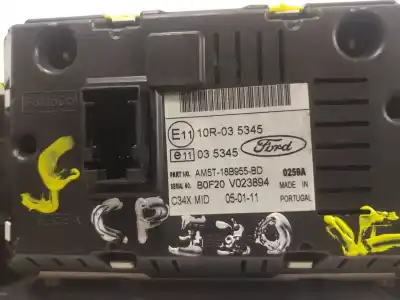 FoMoCo
E11 10R-03 5345
e11 03 5345
Ford
PART NO. AM5T-18B955-BD 0259A
SERIAL NO. B0F20 V023894 MADE IN
C34X MID 05-01-11 PORTUGAL